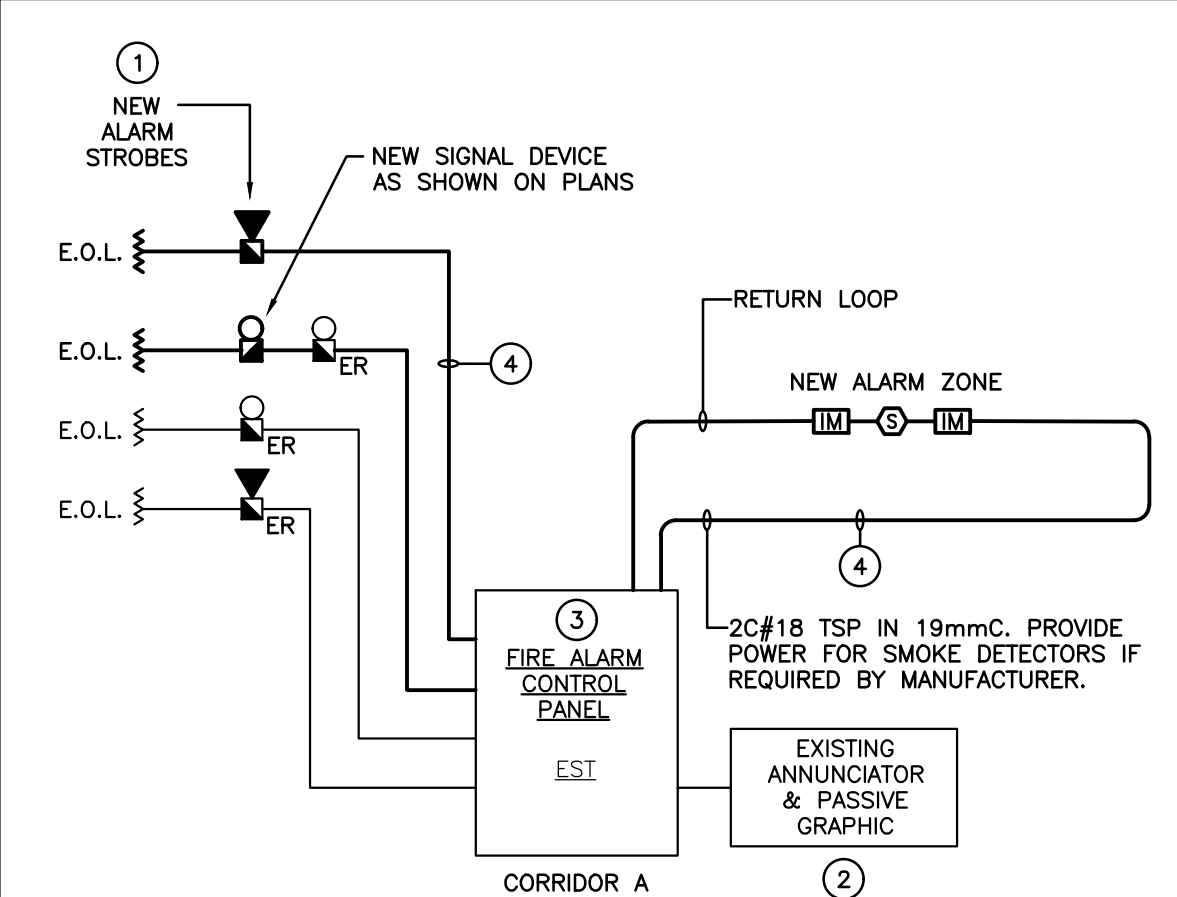 1
NEW
ALARM
STROBES
NEW SIGNAL DEVICE
AS SHOWN ON PLANS
E.O.L.
E.O.L.
ER
4
E.O.L.
ER
E.O.L.
ER
RETURN LOOP
NEW ALARM ZONE
IM
S
IM
4
2C#18 TSP IN 19mmC. PROVIDE
POWER FOR SMOKE DETECTORS IF
REQUIRED BY MANUFACTURER.
3
FIRE ALARM
CONTROL
PANEL
EST
CORRIDOR A
EXISTING
ANNUNCIATOR
& PASSIVE
GRAPHIC
2